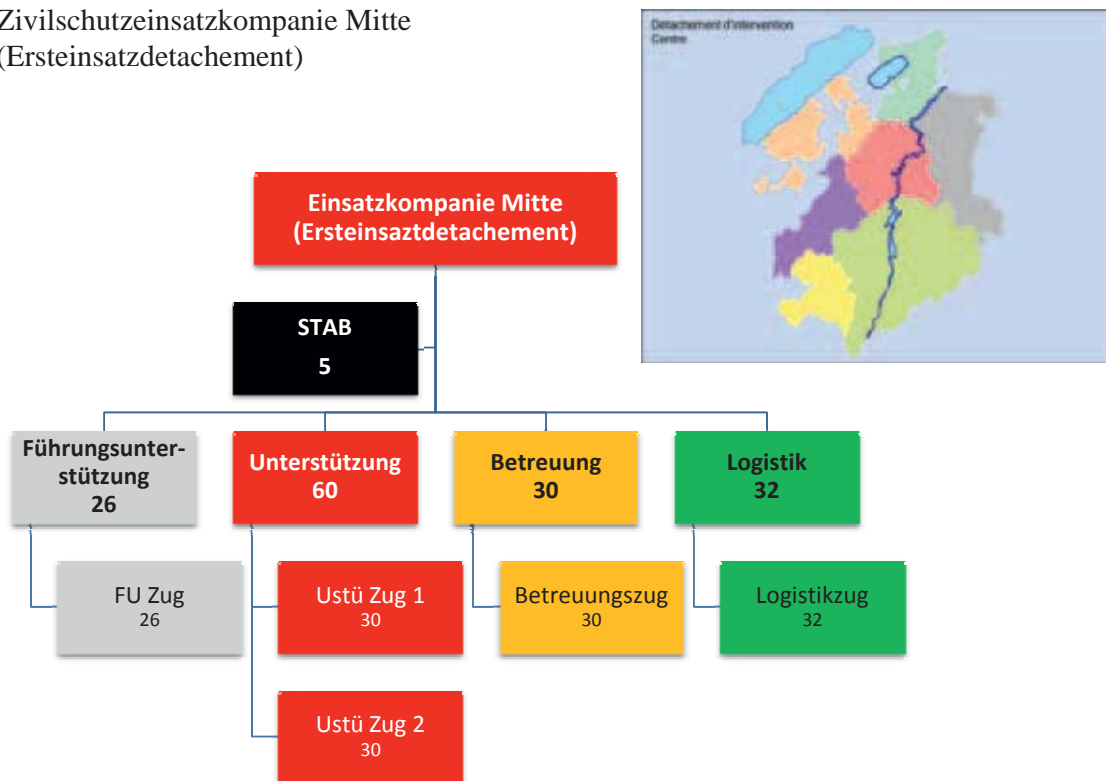 Zivilschutzeinsatzkompanie Mitte
(Ersteinsatzdetachement)
Détachement d'intervention
Centre
Einsatzkompanie Mitte
(Ersteinsaztdetachement)
STAB
5
Führungsunter-
stützung
26
Unterstützung
60
Betreuung
30
Logistik
32
FU Zug
26
Ustü Zug 1
30
Betreuungszug
30
Logistikzug
32
Ustü Zug 2
30